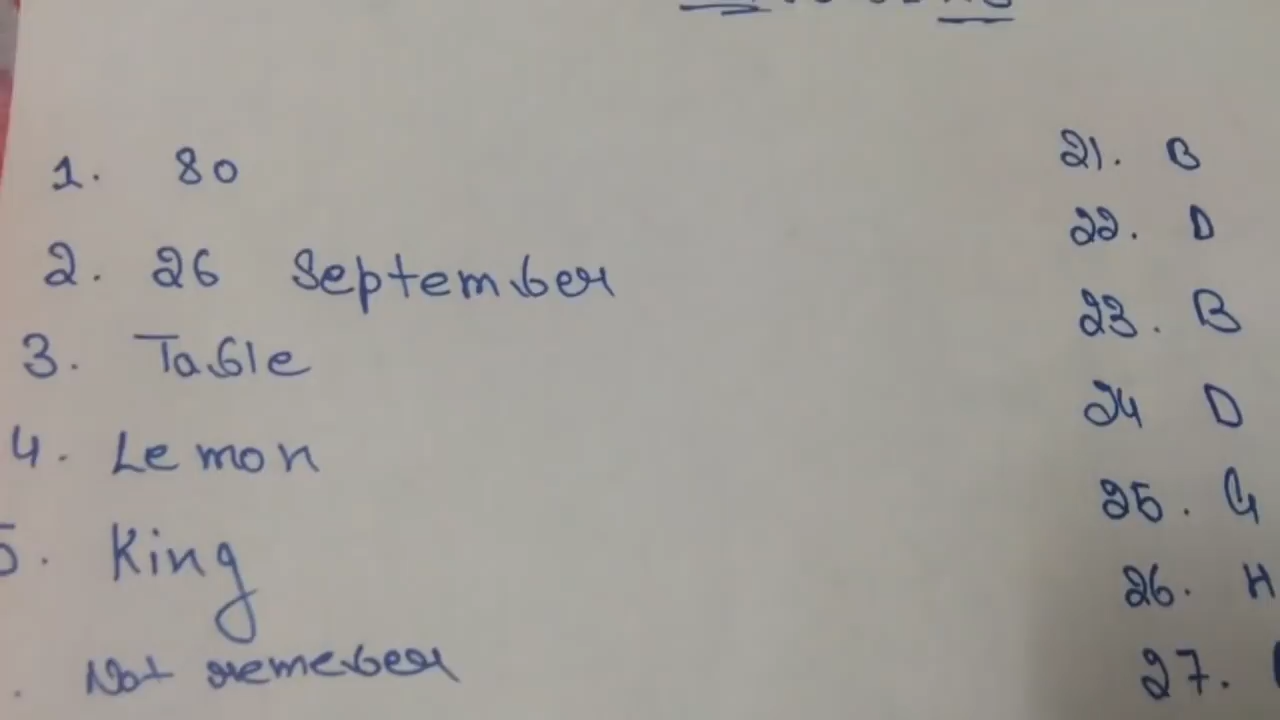 1. 80
2. 26 September
3. Table
4. Lemon
5. King
. Not remeber
21. B
22. D
23. B
24 D
25. G
26. H
27.